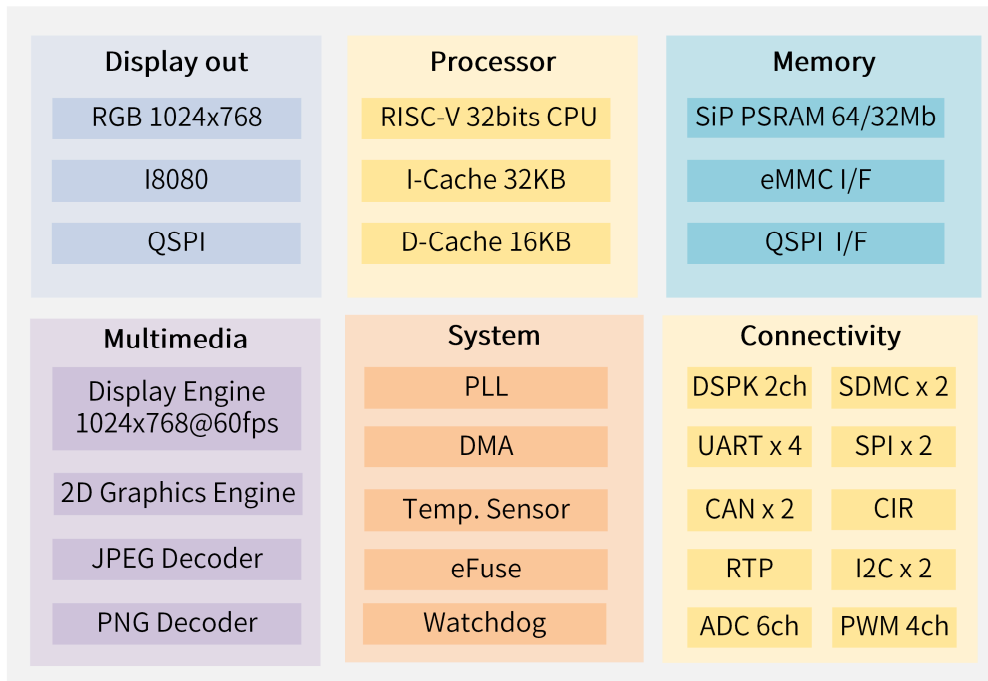 Display out
RGB 1024x768
I8080
QSPI
Processor
RISC-V 32bits CPU
I-Cache 32KB
D-Cache 16KB
Memory
SiP PSRAM 64/32Mb
eMMC I/F
QSPI I/F
Multimedia
Display Engine
1024x768@60fps
2D Graphics Engine
JPEG Decoder
PNG Decoder
System
PLL
DMA
Temp. Sensor
eFuse
Watchdog
Connectivity
DSPK 2ch
SDMC x 2
UART x 4
SPI x 2
CAN x 2
CIR
RTP
I2C x 2
ADC 6ch
PWM 4ch